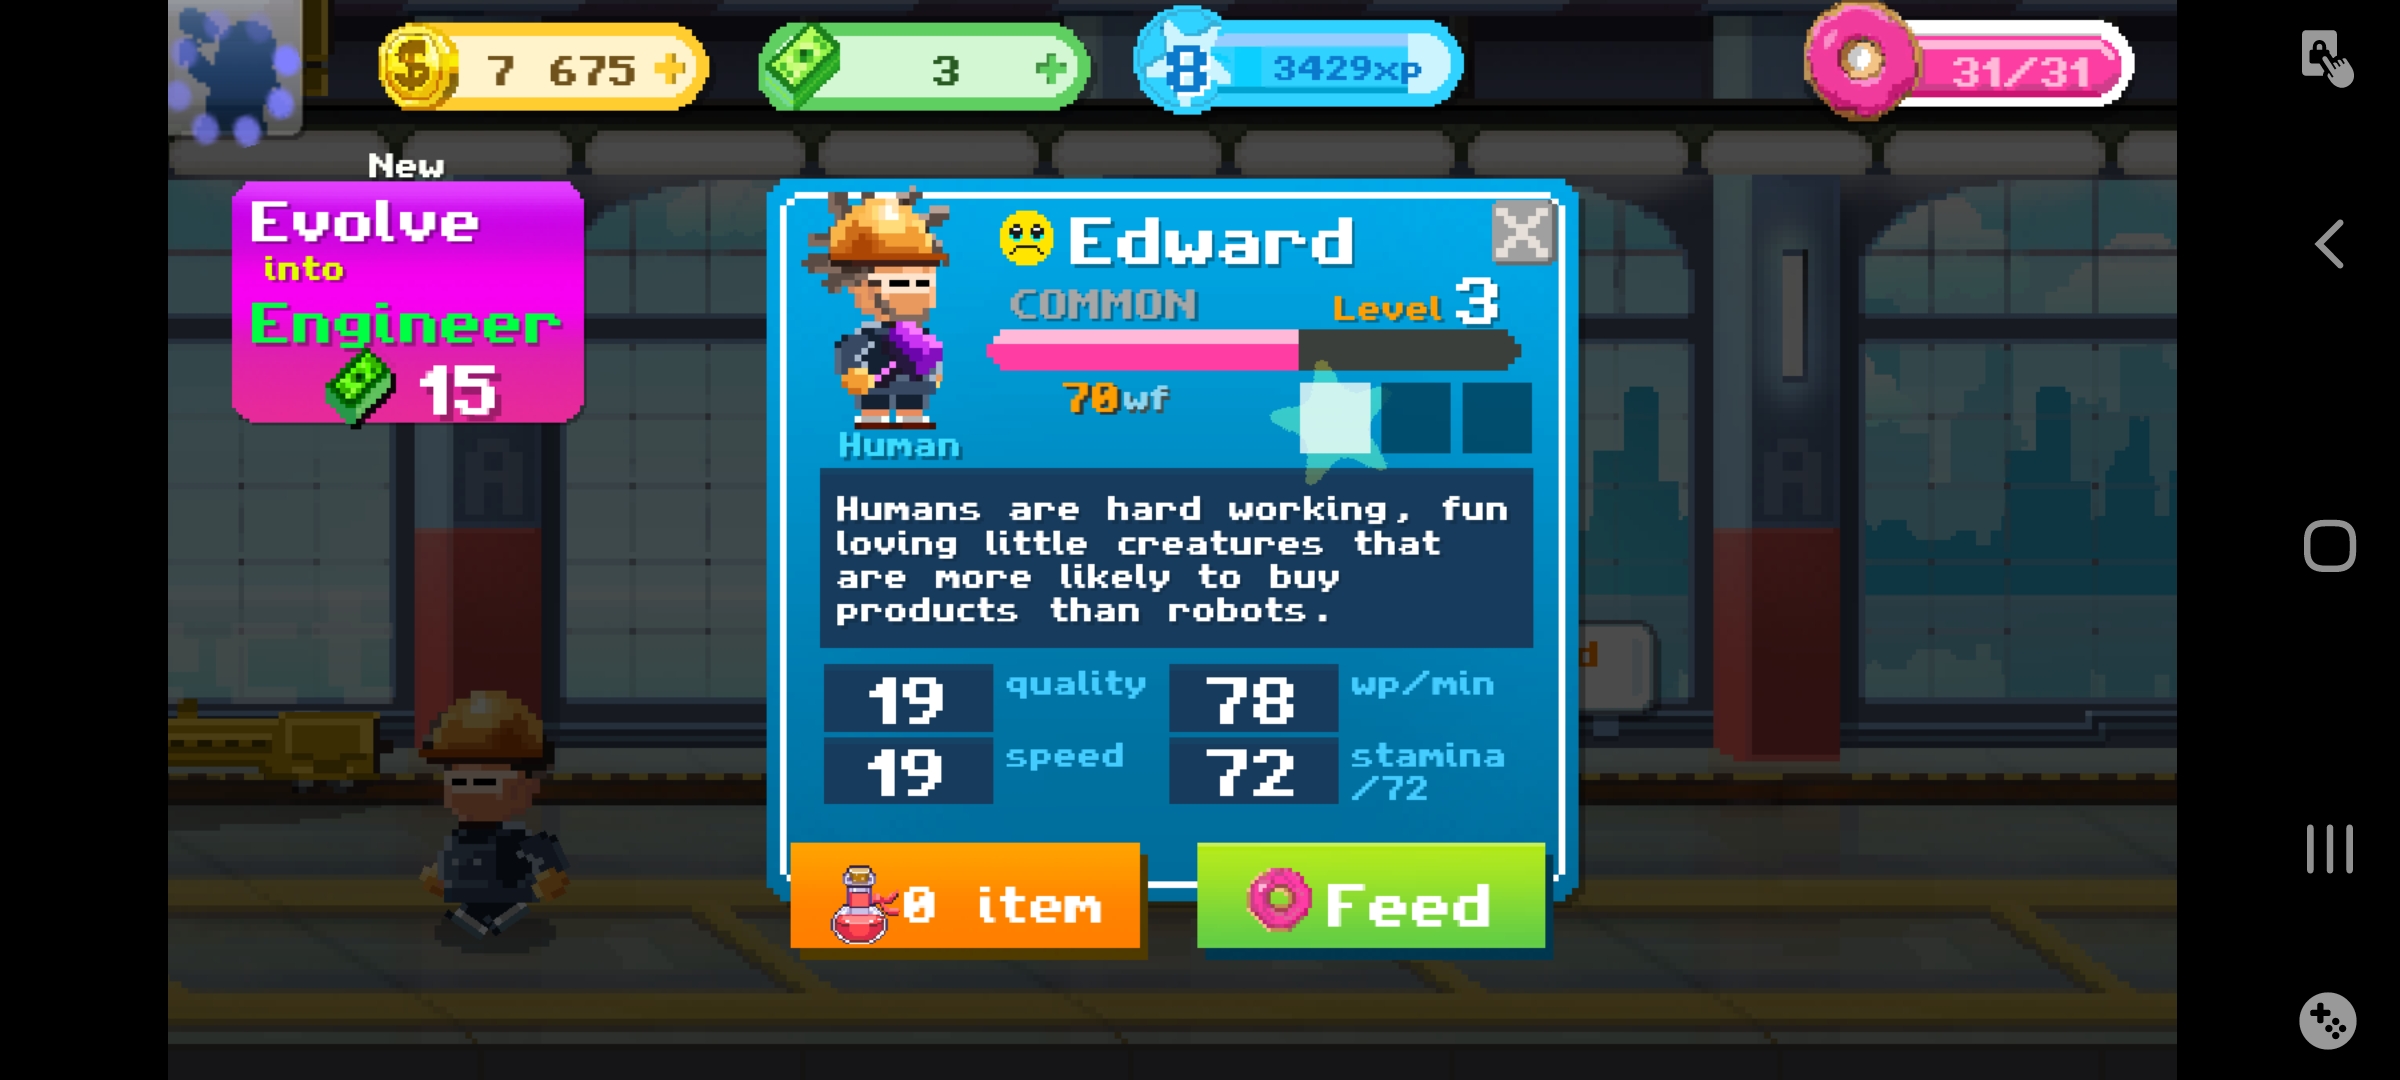 7 675 +
3 +
8 3429xp
31/31
New
Evolve
into
Engineer
15
Edward
COMMON
Level 3
70wf
Human
Humans are hard working, fun
loving little creatures that
are more likely to buy
products than robots.
19 quality
78 wp/min
19 speed
72 stamina
/72
0 item
Feed
A
A
d